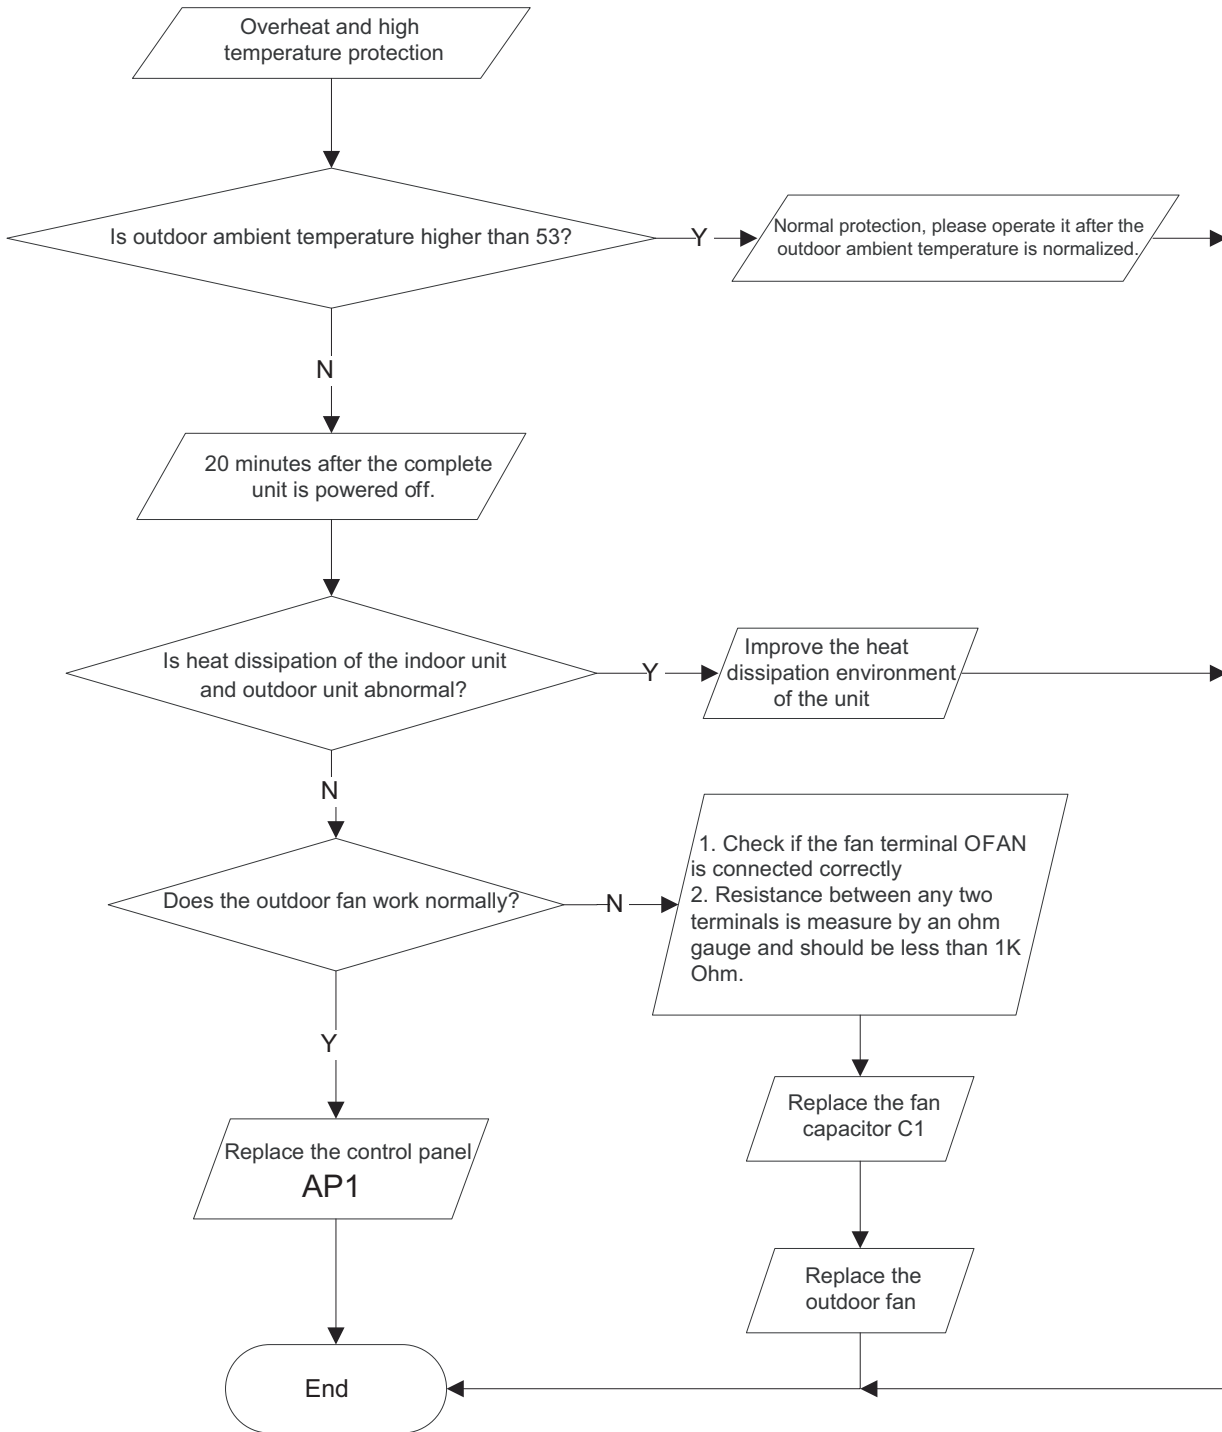 Overheat and high
temperature protection
Is outdoor ambient temperature higher than 53?
Y
Normal protection, please operate it after the
outdoor ambient temperature is normalized.
N
20 minutes after the complete
unit is powered off.
Is heat dissipation of the indoor unit
and outdoor unit abnormal?
Y
Improve the heat
dissipation environment
of the unit
N
Does the outdoor fan work normally?
N
1. Check if the fan terminal OFAN
is connected correctly
2. Resistance between any two
terminals is measure by an ohm
gauge and should be less than 1K
Ohm.
Y
Replace the control panel
AP1
Replace the fan
capacitor C1
Replace the
outdoor fan
End